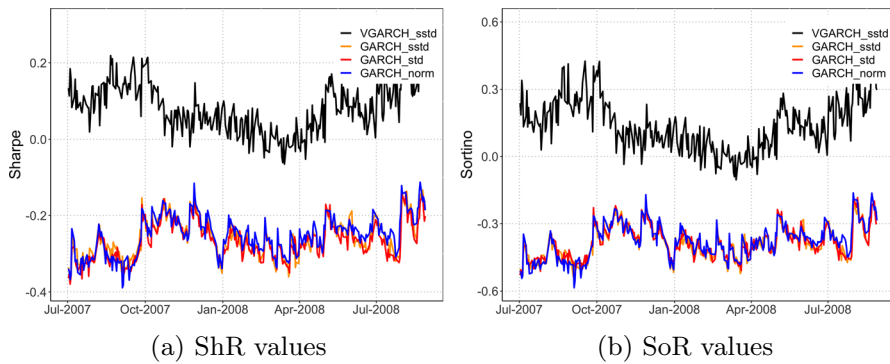 Sharpe
0.2
0.0
-0.2
-0.4
VGARCH_sstd
GARCH_sstd
GARCH_std
GARCH_norm
Jul-2007 Oct-2007 Jan-2008 Apr-2008 Jul-2008
(a) ShR values
Sortino
0.6
0.3
0.0
-0.3
-0.6
VGARCH_sstd
GARCH_sstd
GARCH_std
GARCH_norm
Jul-2007 Oct-2007 Jan-2008 Apr-2008 Jul-2008
(b) SoR values